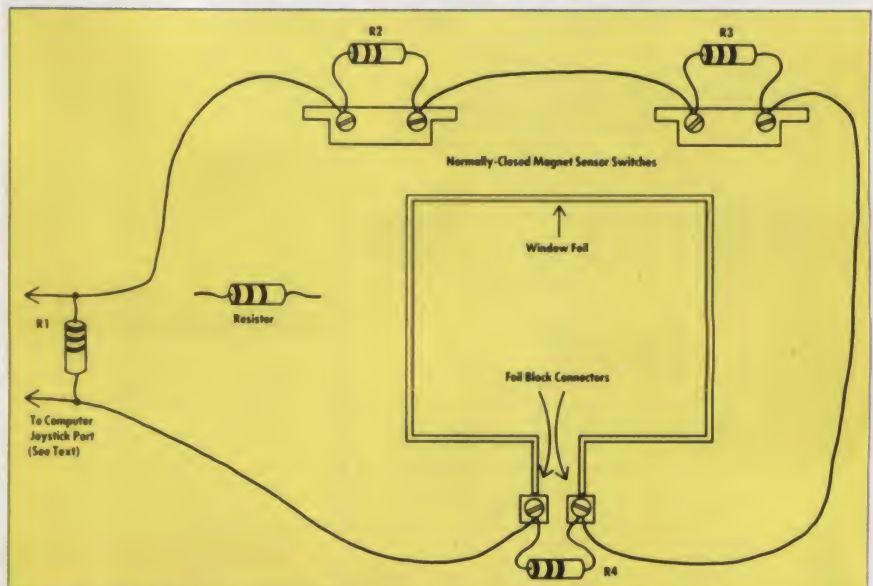 R2
R3
Normally-Closed Magnet Sensor Switches
Window Foil
R1
Resistor
Foil Block Connectors
To Computer
Joystick Port
(See Text)
R4